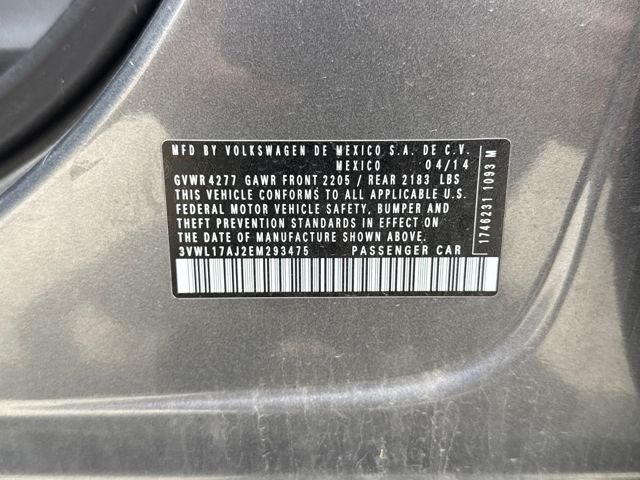 MFD BY VOLKSWAGEN DE MEXICO S.A. DE C.V.
MEXICO 04/14
GVWR 4277 GAWR FRONT 2205 / REAR 2183 LBS
THIS VEHICLE CONFORMS TO ALL APPLICABLE U.S.
FEDERAL MOTOR VEHICLE SAFETY, BUMPER AND
THEFT PREVENTION STANDARDS IN EFFECT ON
THE DATE OF MANUFACTURE SHOWN ABOVE.
3VWL17AJ2EM293475 PASSENGER CAR
1746231 1093 M